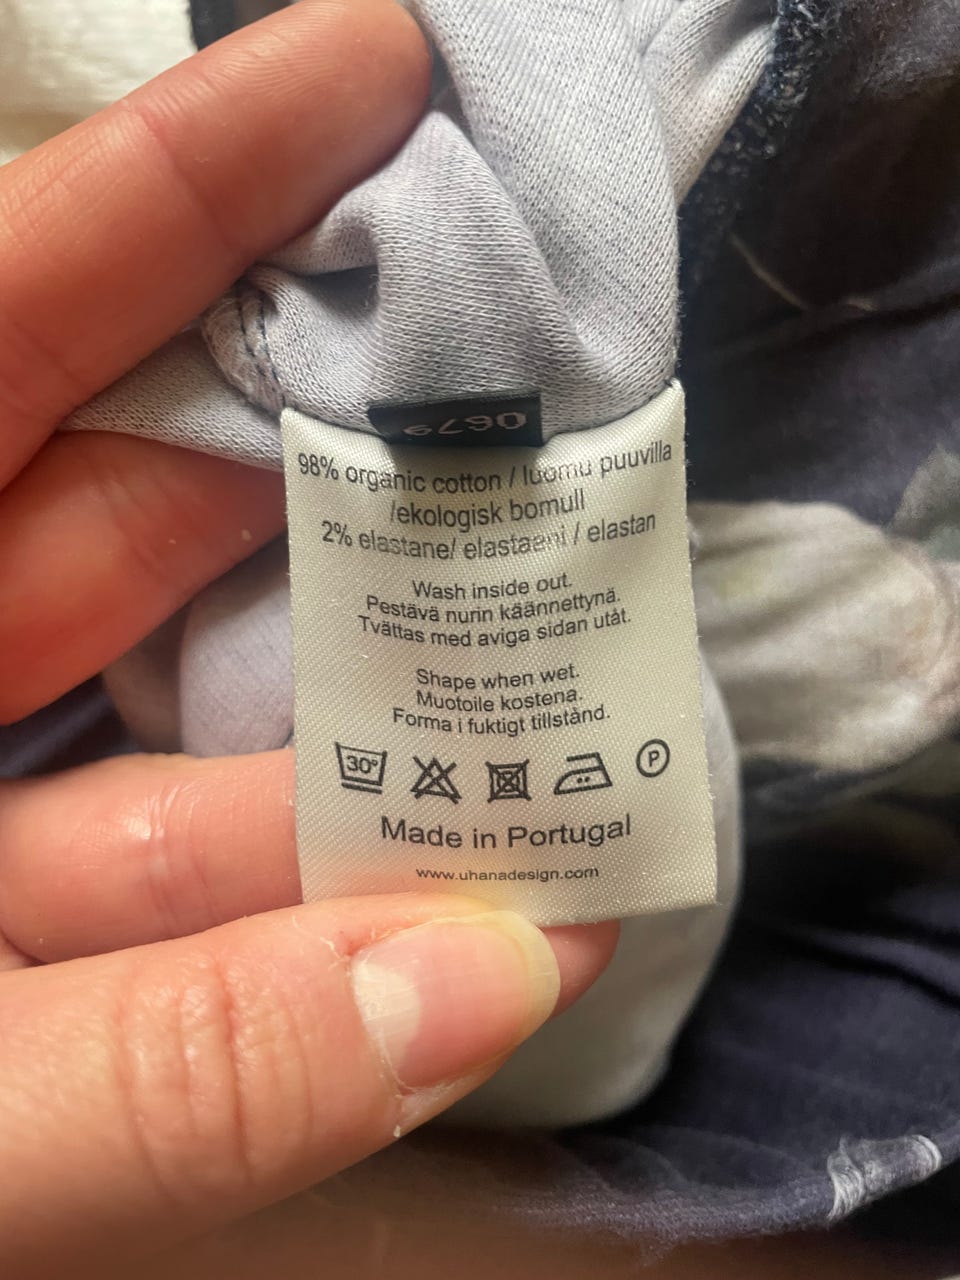 0679
98% organic cotton / luomu puuvilla
/ekologisk bomull
2% elastane/ elastaani / elastan
Wash inside out.
Pestävä nurin käännettynä.
Tvättas med aviga sidan utåt.
Shape when wet.
Muotoile kostena.
Forma i fuktigt tillstånd.
30° P
Made in Portugal
www.uhanadesign.com